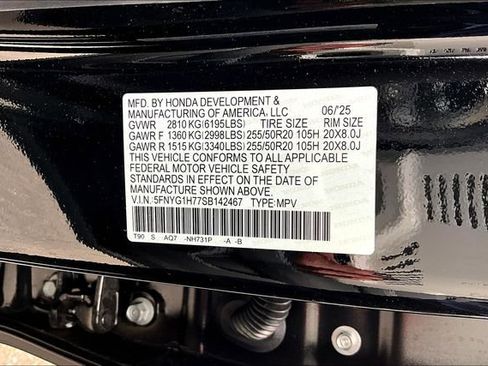 MFD. BY HONDA DEVELOPMENT &
MANUFACTURING OF AMERICA, LLC 06/'25
GVWR 2810 KG(6195LBS) TIRE SIZE RIM SIZE
GAWR F 1360 KG(2998LBS) 255/50R20 105H 20X8.0J
GAWR R 1515 KG(3340LBS) 255/50R20 105H 20X8.0J
THIS VEHICLE CONFORMS TO ALL APPLICABLE
FEDERAL MOTOR VEHICLE SAFETY
STANDARDS IN EFFECT ON THE DATE OF
MANUFACTURE SHOWN ABOVE.
V.I.N.: 5FNYG1H77SB142467 TYPE:MPV
T90 S AQ7 -NH731P -A -B